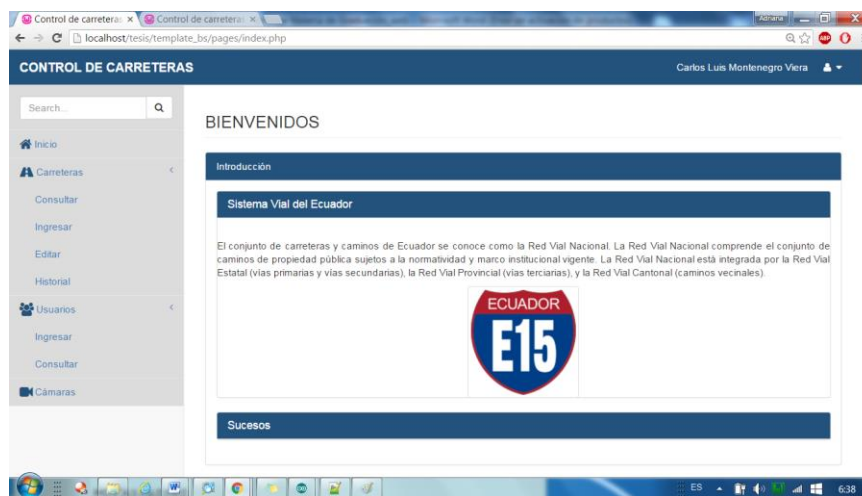 Control de carreteras
Control de carreteras
Adriana
localhost/tesis/template_bs/pages/index.php
ABP
CONTROL DE CARRETERAS
Carlos Luis Montenegro Viera
Search...
BIENVENIDOS
Inicio
Carreteras
Consultar
Ingresar
Editar
Historial
Usuarios
Ingresar
Consultar
Cámaras
Introducción
Sistema Vial del Ecuador
El conjunto de carreteras y caminos de Ecuador se conoce como la Red Vial Nacional. La Red Vial Nacional comprende el conjunto de
caminos de propiedad pública sujetos a la normatividad y marco institucional vigente. La Red Vial Nacional está integrada por la Red Vial
Estatal (vías primarias y vías secundarias), la Red Vial Provincial (vías terciarias), y la Red Vial Cantonal (caminos vecinales).
ECUADOR
E15
Sucesos
ES
6:38